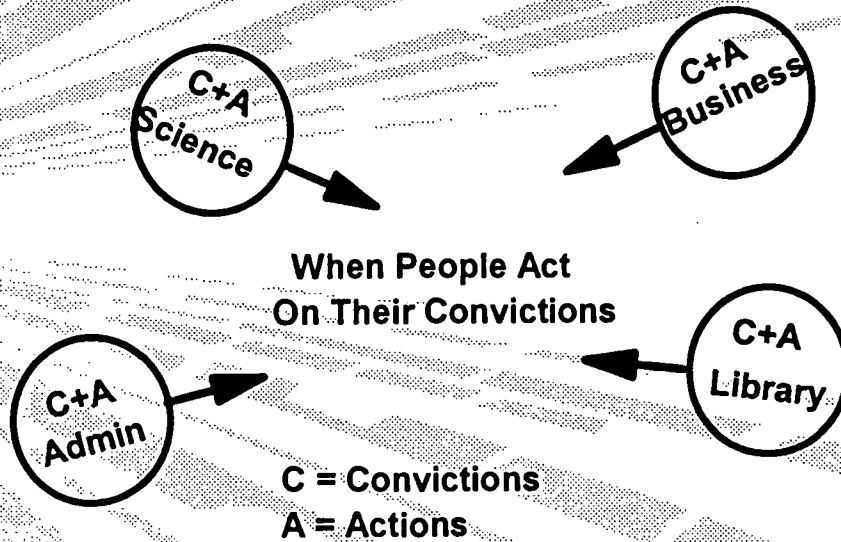 C+A
Science
C+A
Business
When People Act
On Their Convictions
C+A
Admin
C+A
Library
C = Convictions
A = Actions